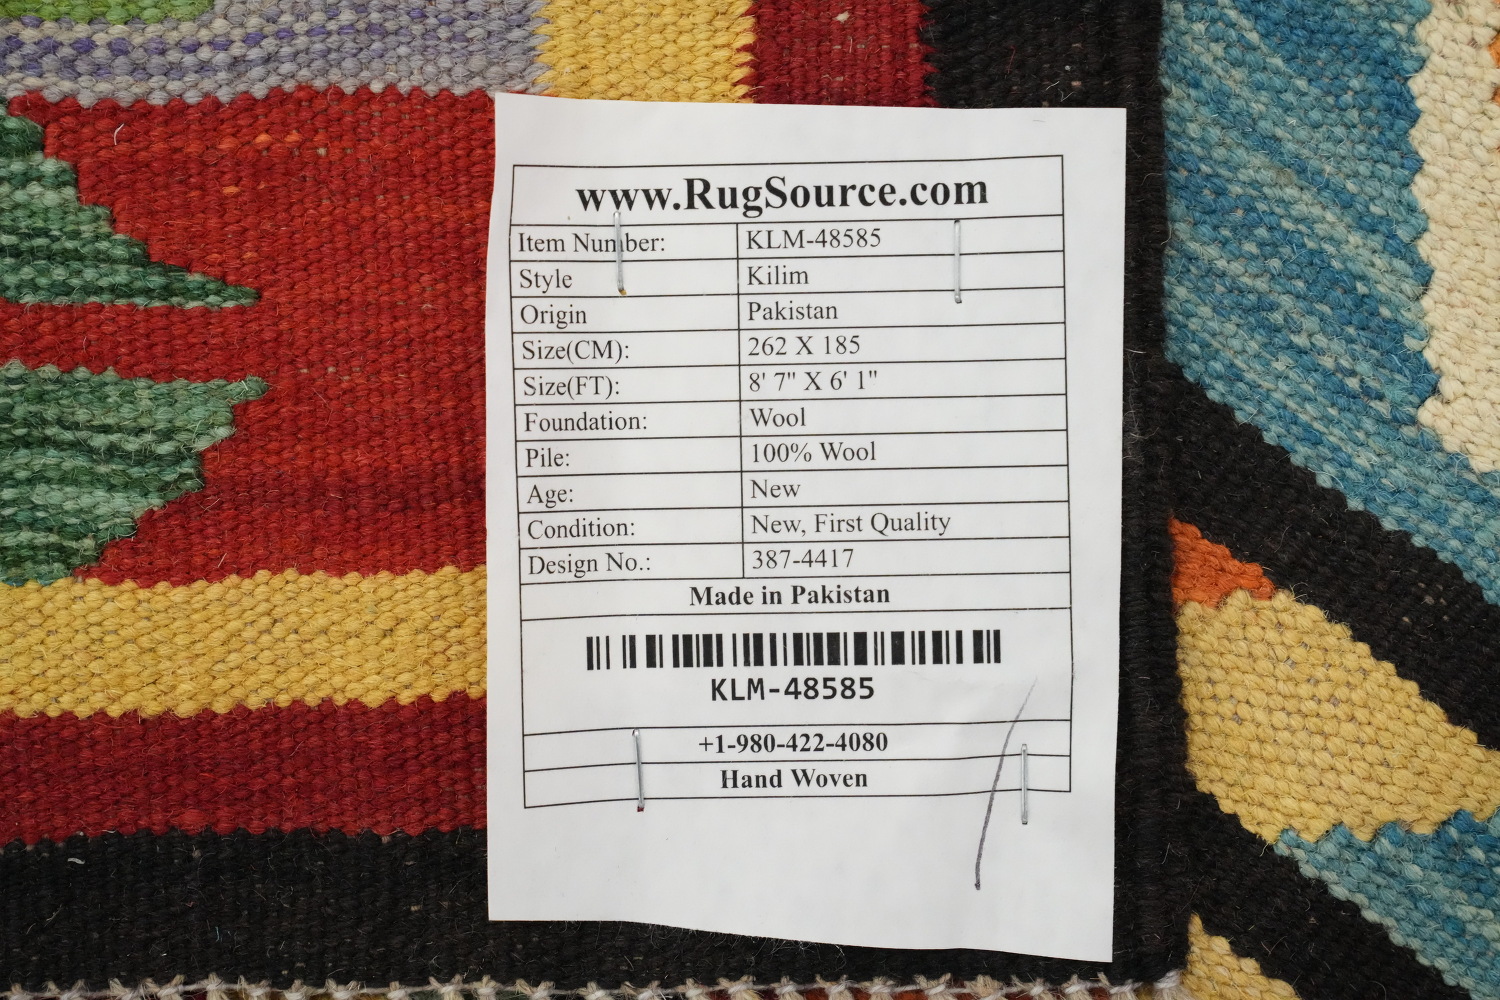 www.RugSource.com
Item Number: KLM-48585
Style Kilim
Origin Pakistan
Size(CM): 262 X 185
Size(FT): 8' 7" X 6' 1"
Foundation: Wool
Pile: 100% Wool
Age: New
Condition: New, First Quality
Design No.: 387-4417
Made in Pakistan
KLM-48585
+1-980-422-4080
Hand Woven